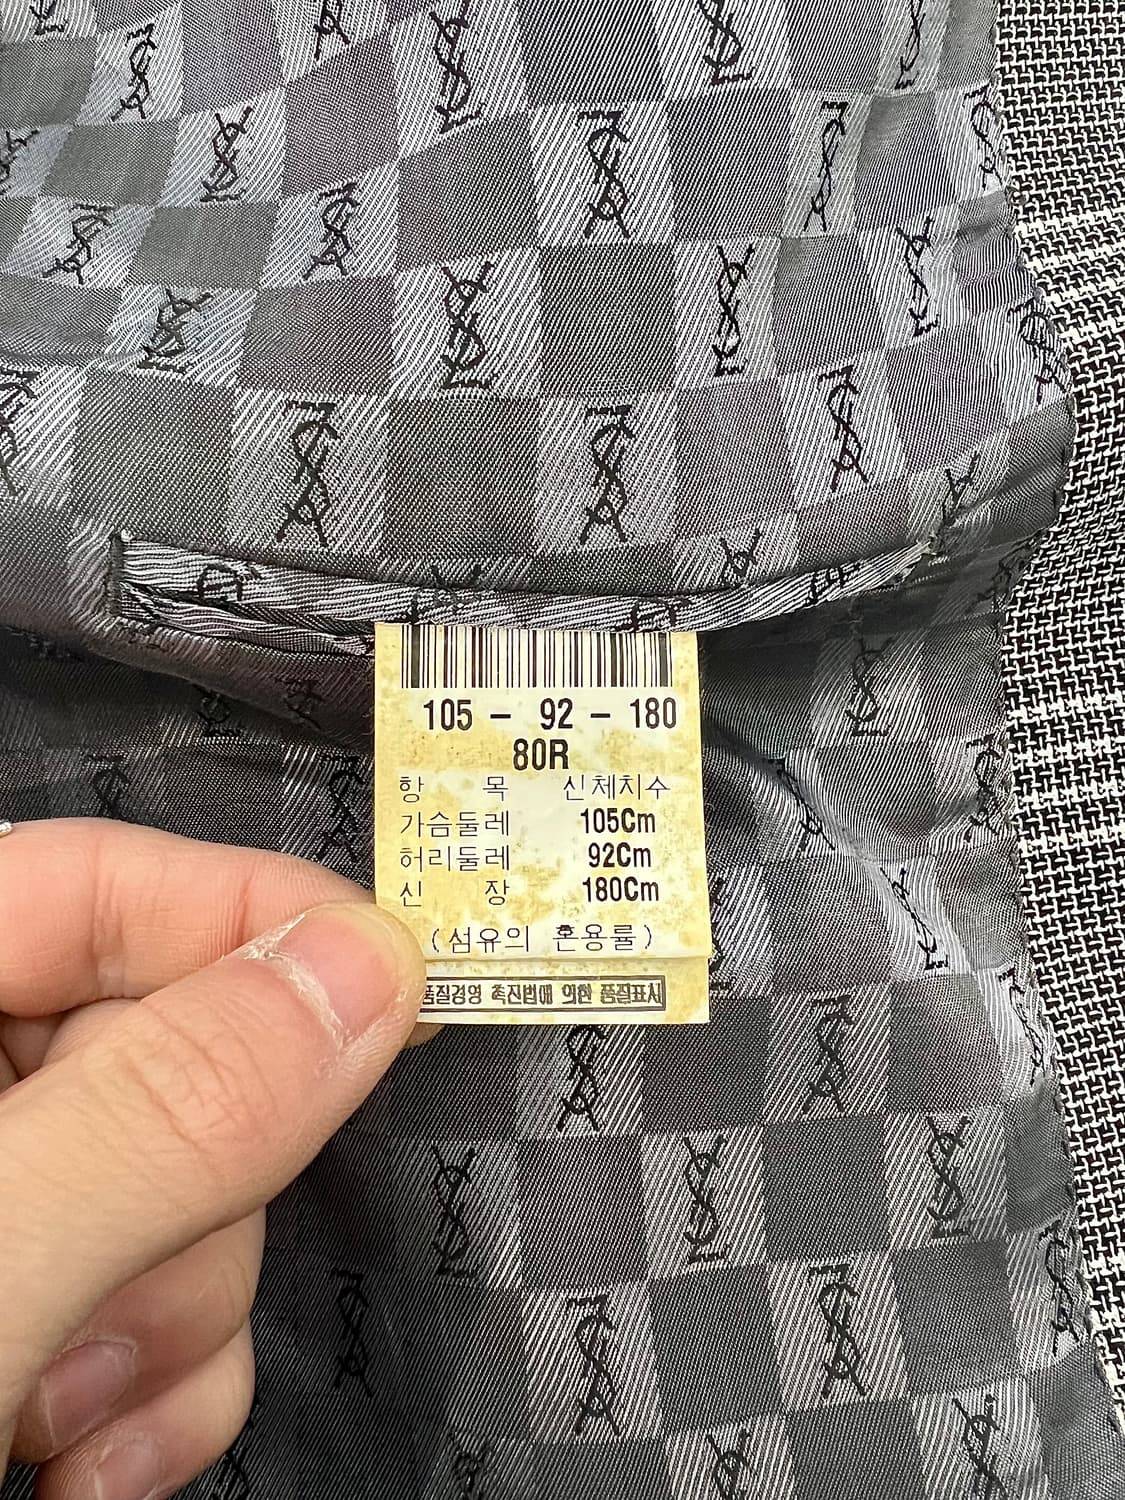 105 - 92 - 180
80R
항 목 신체치수
가슴둘레 105Cm
허리둘레 92Cm
신 장 180Cm
(섬유의 혼용률)
품질경영 촉진법에 의한 품질표시
YSL